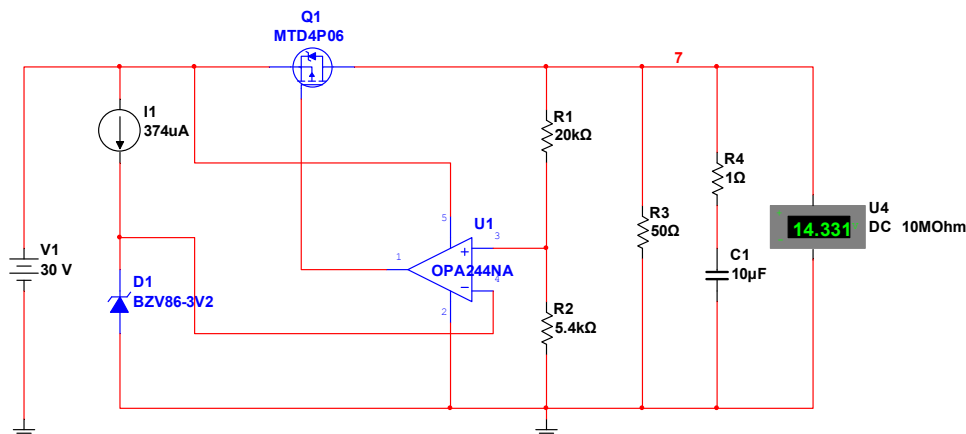 Q1
MTD4P06
7
I1
374uA
R1
20kΩ
R4
1Ω
U4
DC 10MOhm
14.331
5
U1
3
R3
50Ω
V1
30 V
1
+
OPA244NA
−
4
D1
BZV86-3V2
C1
10µF
2
R2
5.4kΩ